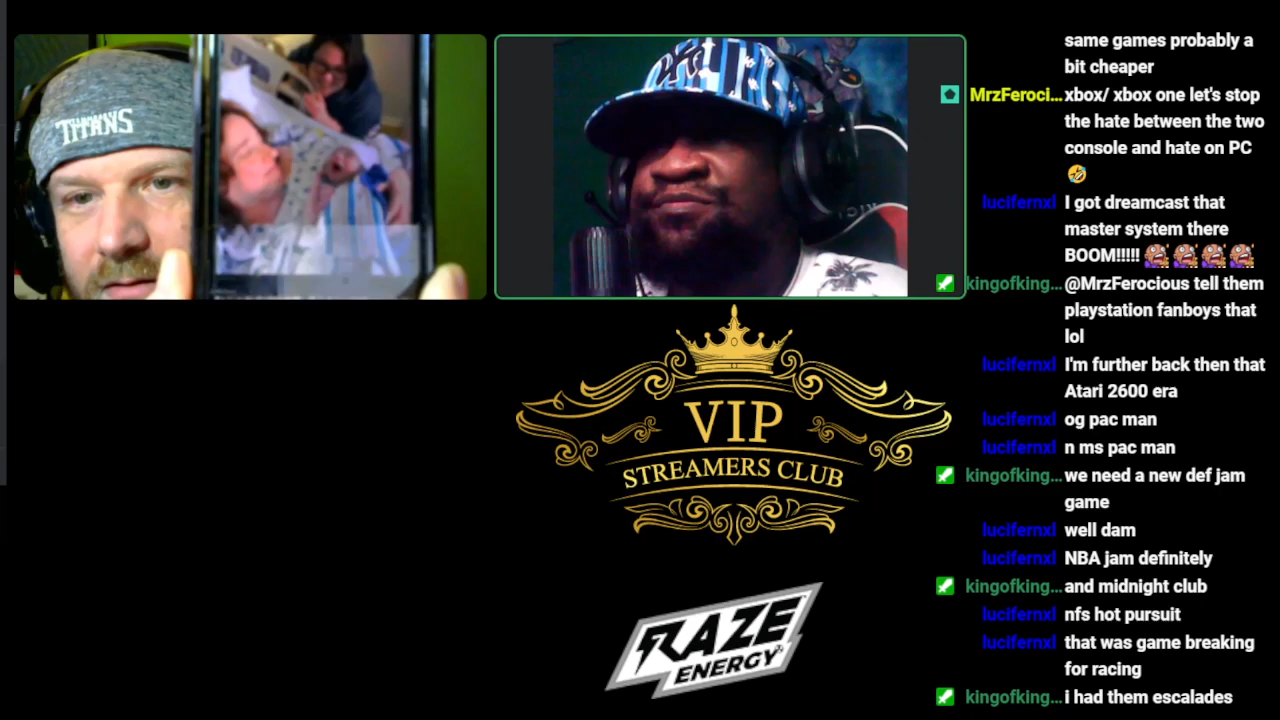 TITANS
same games probably a
bit cheaper
MrzFeroci... xbox/ xbox one let's stop
the hate between the two
console and hate on PC
🤣
lucifernxl I got dreamcast that
master system there
BOOM!!!!!
kingofking... @MrzFerocious tell them
playstation fanboys that
lol
lucifernxl I'm further back then that
Atari 2600 era
lucifernxl og pac man
lucifernxl n ms pac man
kingofking... we need a new def jam
game
lucifernxl well dam
lucifernxl NBA jam definitely
kingofking... and midnight club
lucifernxl nfs hot pursuit
lucifernxl that was game breaking
for racing
kingofking... i had them escalades
VIP
STREAMERS CLUB
RAZE
ENERGY